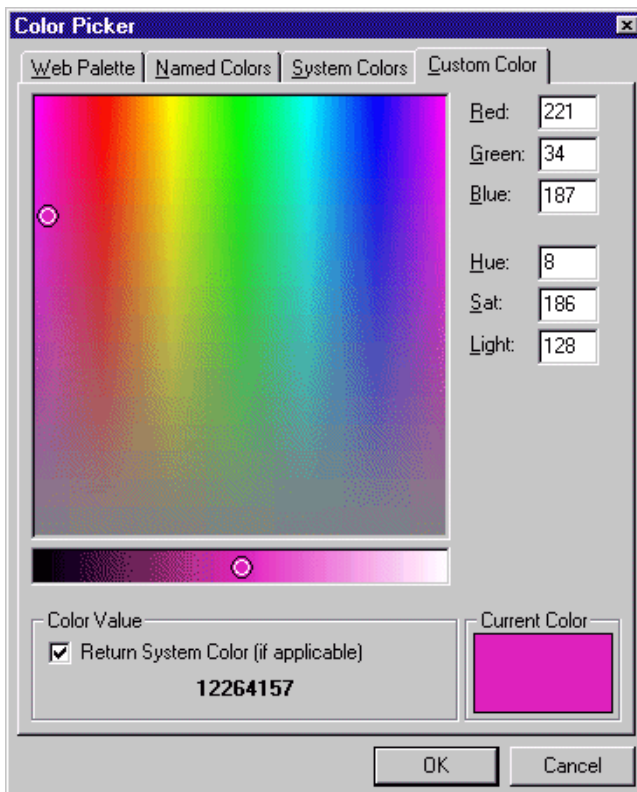 Color Picker
Web Palette Named Colors System Colors Custom Color
Red: 221
Green: 34
Blue: 187
Hue: 8
Sat: 186
Light: 128
Color Value
Return System Color (if applicable)
12264157
Current Color
OK Cancel